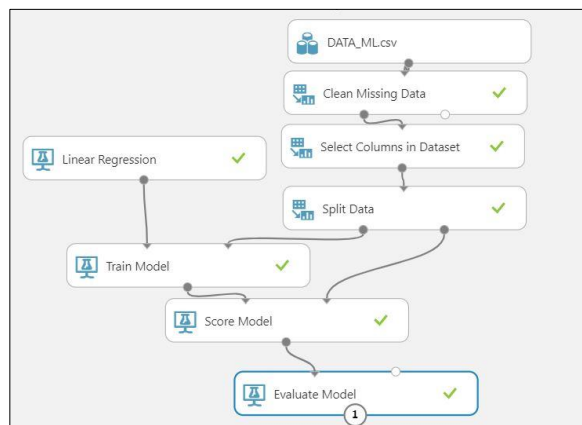 DATA_ML.csv
Clean Missing Data
Select Columns in Dataset
Linear Regression
Split Data
Train Model
Score Model
Evaluate Model
1